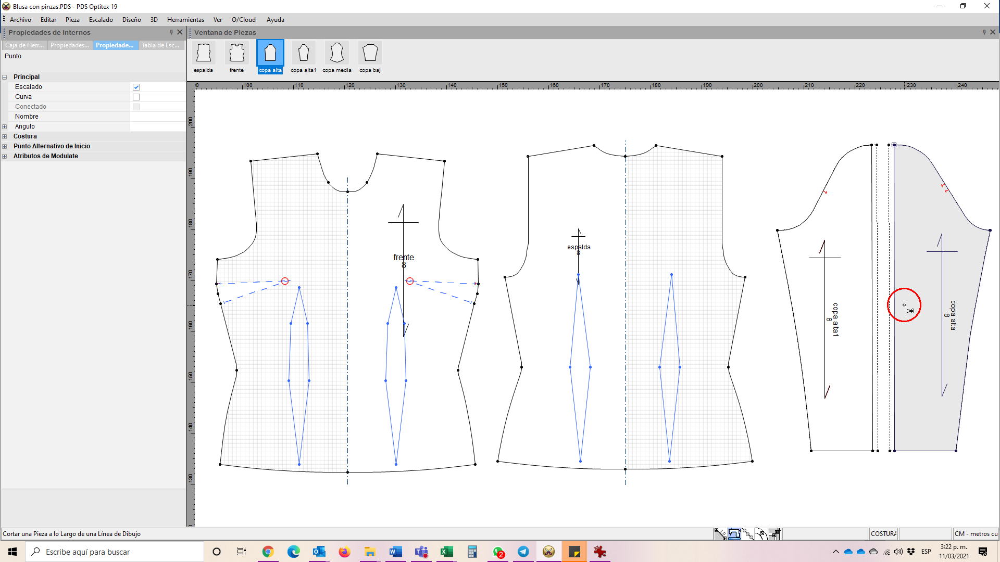 Blusa con pinzas.PDS - PDS Optitex 19
Archivo Editar Pieza Escalado Diseño 3D Herramientas Ver O/Cloud Ayuda
Propiedades de Internos
Caja de Herr... Propiedades... Propiedade... Tabla de Esc...
Punto
Principal
Escalado
Curva
Conectado
Nombre
Angulo
Costura
Punto Alternativo de Inicio
Atributos de Modulate
Ventana de Piezas
espalda frente copa alta copa alta1 copa media copa baj
100 110 120 130 140 150 160 170 180 190 200 210 220 230 240
200
190
180
170
160
150
140
130
frente
8
espalda
8
copa alta1
8
copa alta
8
Cortar una Pieza a lo Largo de una Línea de Dibujo
COSTURA
CM - metros cu
Escribe aquí para buscar
2
ESP
3:22 p. m.
11/03/2021